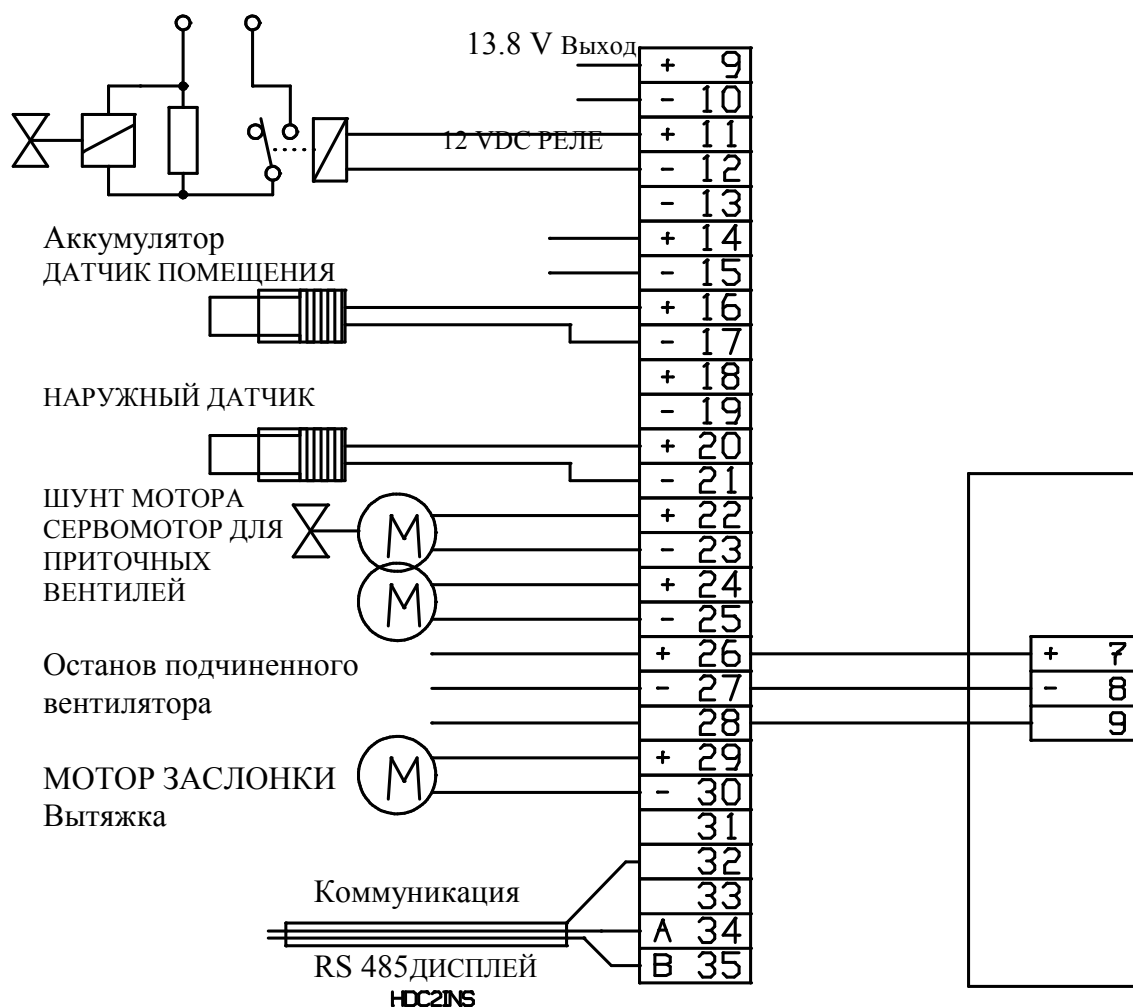 13.8 V Выход
+ 9
- 10
12 VDC РЕЛЕ
+ 11
- 12
- 13
Аккумулятор
+ 14
- 15
ДАТЧИК ПОМЕЩЕНИЯ
+ 16
- 17
+ 18
НАРУЖНЫЙ ДАТЧИК
- 19
+ 20
- 21
ШУНТ МОТОРА
СЕРВОМОТОР ДЛЯ
ПРИТОЧНЫХ
ВЕНТИЛЕЙ
M
+ 22
- 23
M
+ 24
- 25
Останов подчиненного
вентилятора
+ 26
- 27
28
+ 7
- 8
9
МОТОР ЗАСЛОНКИ
Вытяжка
M
+ 29
- 30
31
32
Коммуникация
33
A 34
RS 485ДИСПЛЕЙ
B 35
HDC2INS